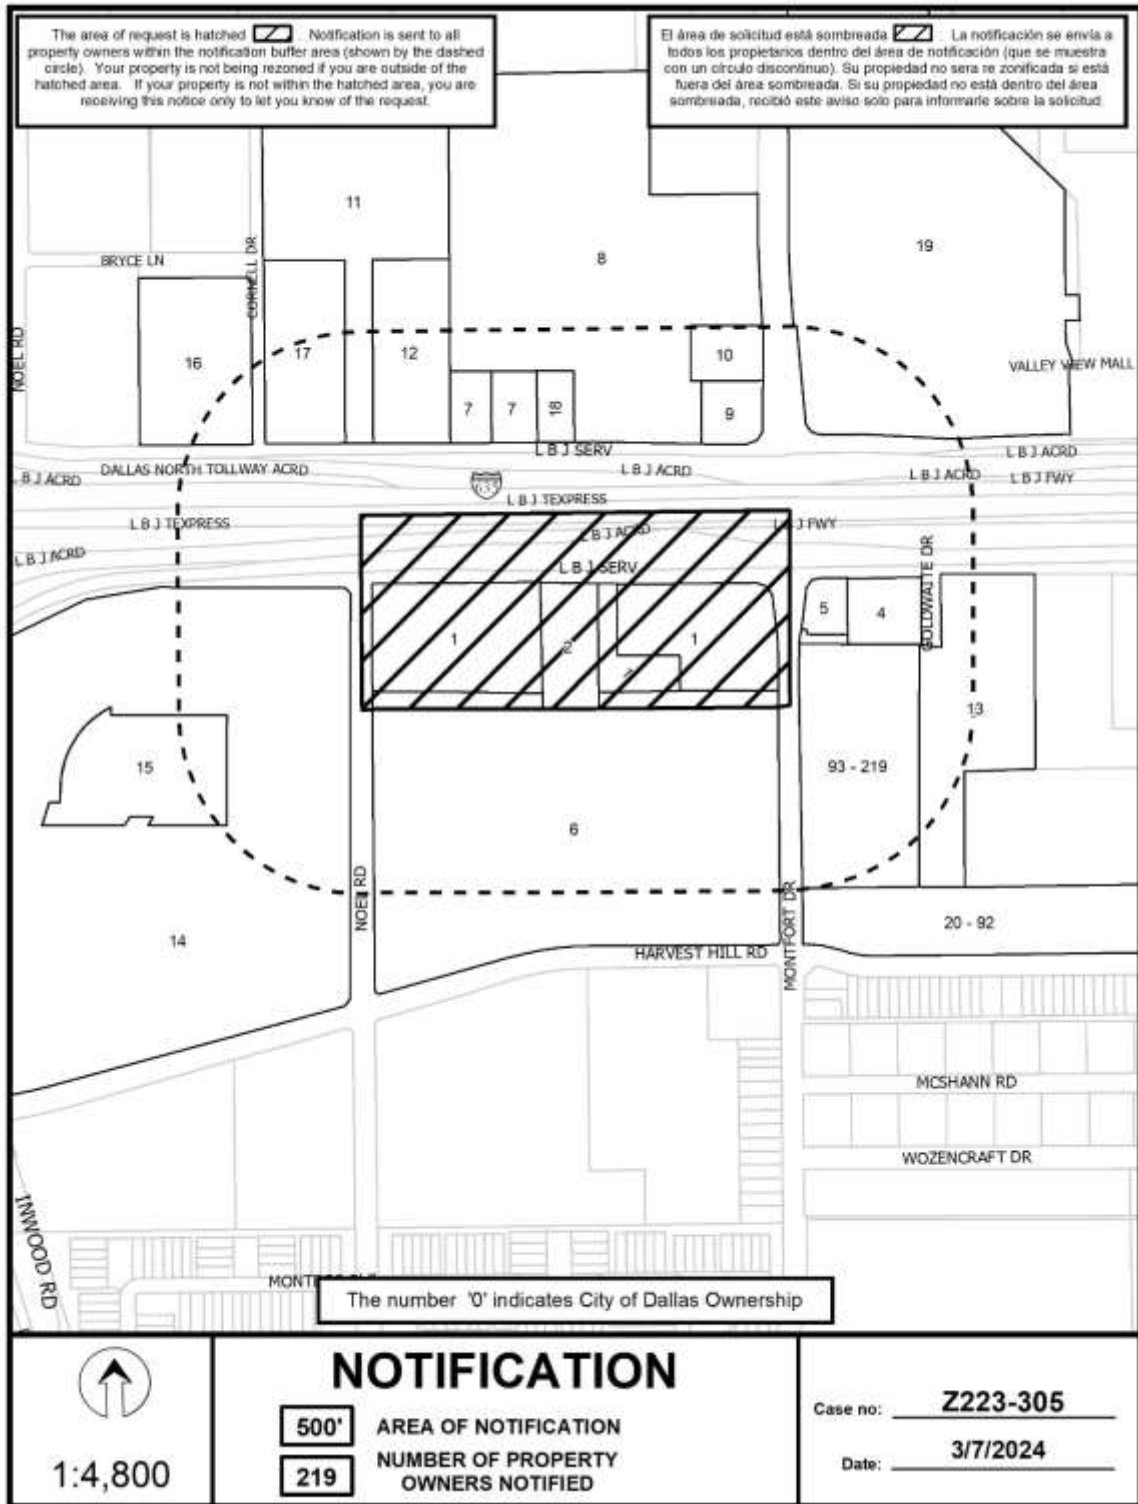 The area of request is hatched . Notification is sent to all
property owners within the notification buffer area (shown by the dashed
circle). Your property is not being rezoned if you are outside of the
hatched area. If your property is not within the hatched area, you are
receiving this notice only to let you know of the request.
El área de solicitud está sombreada . La notificación se envía a
todos los propietarios dentro del área de notificación (que se muestra
con un círculo discontinuo). Su propiedad no sera re zonificada si está
fuera del área sombreada. Si su propiedad no está dentro del área
sombreada, recibió este aviso solo para informarle sobre la solicitud.
11
8
19
BRYCE LN
CORNELL DR
NOEL RD
16
17
12
10
VALLEY VIEW MALL
7
7
18
9
L B J SERV
L B J ACRD
DALLAS NORTH TOLLWAY ACRD
L B J ACRD
L B J ACRD
L B J ACRD
L B J FWY
635
L B J TEXPRESS
L B J TEXPRESS
L B J ACRD
L B J FWY
L B J ACRD
L B J SERV
GOLDWAITE DR
1
2
1
1
5
4
13
15
93 - 219
6
NOEL RD
MONTFORT DR
14
20 - 92
HARVEST HILL RD
MCSHANN RD
WOZENCRAFT DR
INWOOD RD
The number '0' indicates City of Dallas Ownership
1:4,800
NOTIFICATION
500' AREA OF NOTIFICATION
219 NUMBER OF PROPERTY
OWNERS NOTIFIED
Case no: Z223-305
Date: 3/7/2024